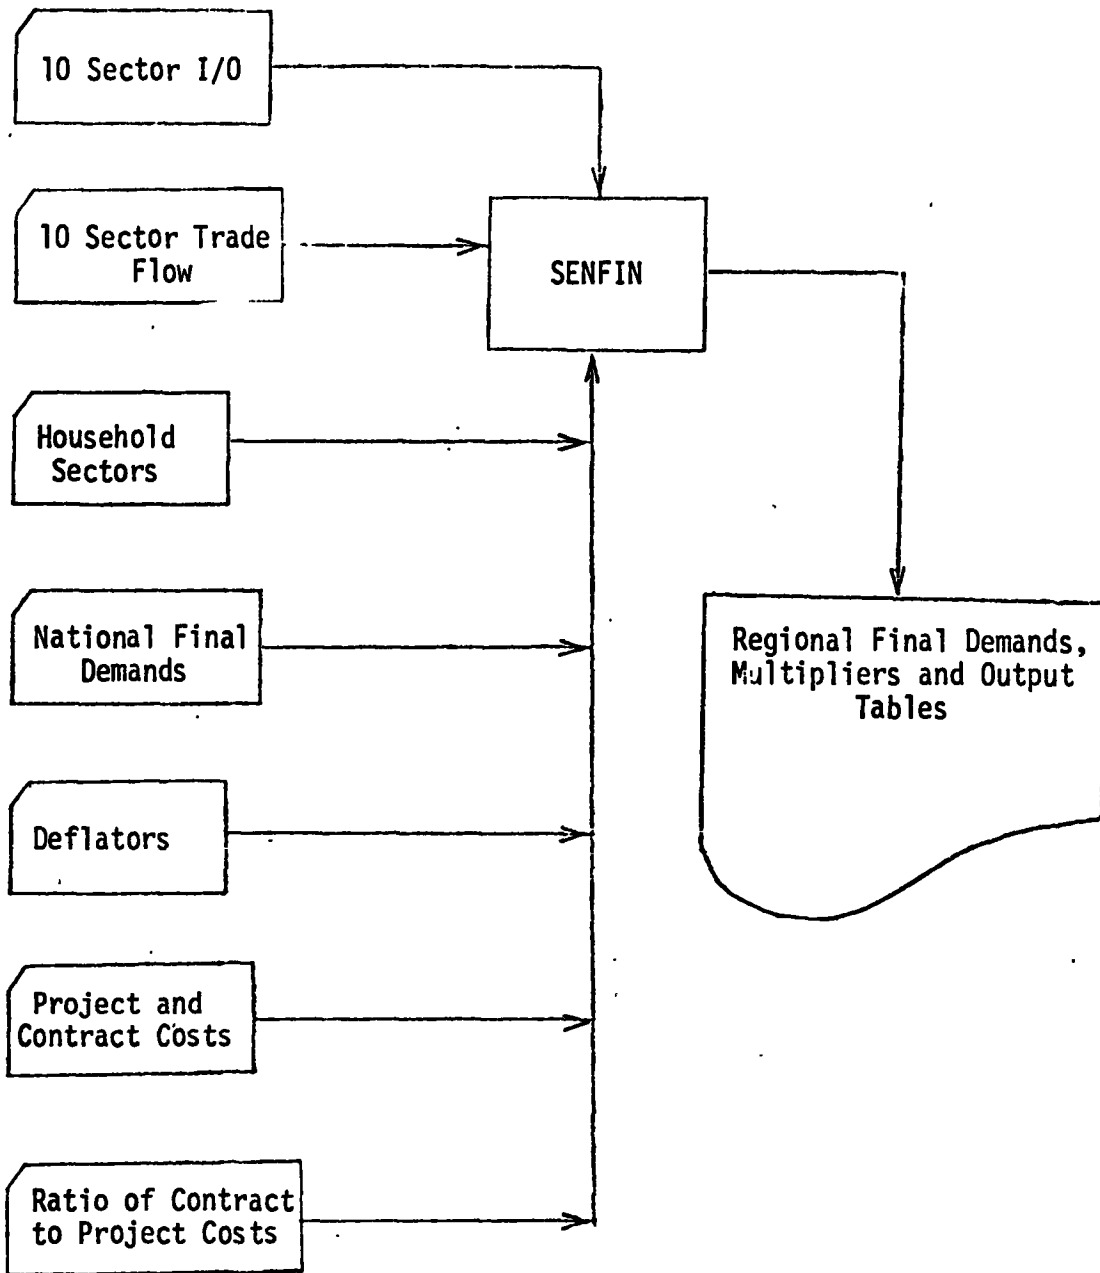 10 Sector I/O
10 Sector Trade
Flow
SENFIN
Household
Sectors
National Final
Demands
Regional Final Demands,
Multipliers and Output
Tables
Deflators
Project and
Contract Costs
Ratio of Contract
to Project Costs